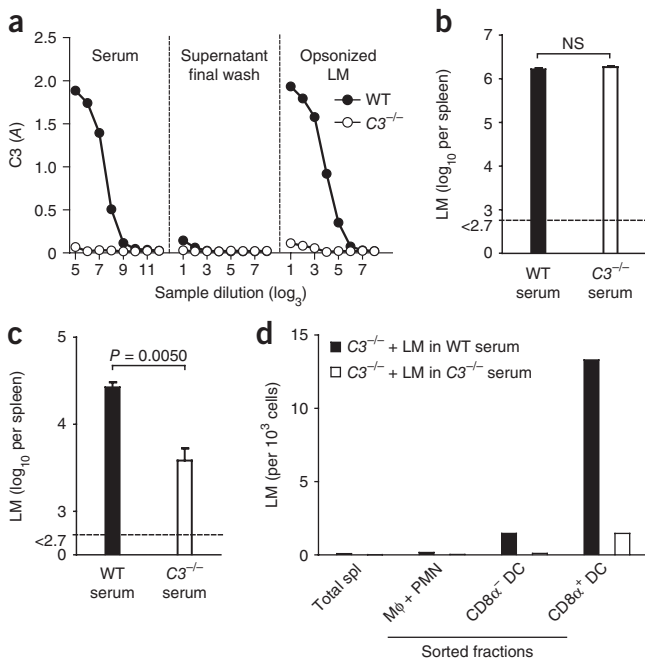 a
Serum
Supernatant
final wash
Opsonized
LM
WT
C3–/–
C3 (A)
2.5
2.0
1.5
1.0
0.5
0
5 7 9 11 1 3 5 7 1 3 5 7
Sample dilution (log3)
b
NS
LM (log10 per spleen)
7
6
5
4
3
<2.7
0
WT
serum
C3–/–
serum
c
P = 0.0050
LM (log10 per spleen)
5
4
3
<2.7
0
WT
serum
C3–/–
serum
d
C3–/– + LM in WT serum
C3–/– + LM in C3–/– serum
LM (per 103 cells)
15
10
5
0
Total spl
Mϕ + PMN
CD8α– DC
CD8α+ DC
Sorted fractions